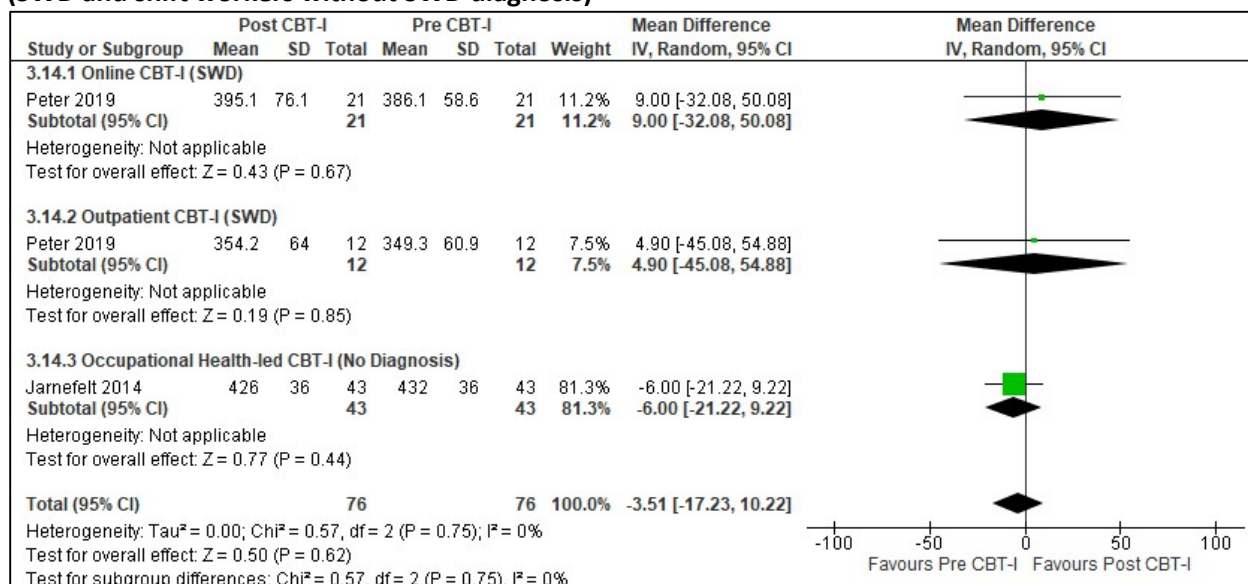 (SWD and shift workers without SWD diagnosis)
Post CBT-I Pre CBT-I Mean Difference Mean Difference
Study or Subgroup Mean SD Total Mean SD Total Weight IV, Random, 95% CI IV, Random, 95% CI
3.14.1 Online CBT-I (SWD)
Peter 2019 395.1 76.1 21 386.1 58.6 21 11.2% 9.00 [-32.08, 50.08]
Subtotal (95% CI) 21 21 11.2% 9.00 [-32.08, 50.08]
Heterogeneity: Not applicable
Test for overall effect: Z = 0.43 (P = 0.67)
3.14.2 Outpatient CBT-I (SWD)
Peter 2019 354.2 64 12 349.3 60.9 12 7.5% 4.90 [-45.08, 54.88]
Subtotal (95% CI) 12 12 7.5% 4.90 [-45.08, 54.88]
Heterogeneity: Not applicable
Test for overall effect: Z = 0.19 (P = 0.85)
3.14.3 Occupational Health-led CBT-I (No Diagnosis)
Jarnefelt 2014 426 36 43 432 36 43 81.3% -6.00 [-21.22, 9.22]
Subtotal (95% CI) 43 43 81.3% -6.00 [-21.22, 9.22]
Heterogeneity: Not applicable
Test for overall effect: Z = 0.77 (P = 0.44)
Total (95% CI) 76 76 100.0% -3.51 [-17.23, 10.22]
Heterogeneity: Tau² = 0.00; Chi² = 0.57, df = 2 (P = 0.75); I² = 0%
Test for overall effect: Z = 0.50 (P = 0.62)
Test for subgroup differences: Chi² = 0.57, df = 2 (P = 0.75), I² = 0%
-100 -50 0 50 100
Favours Pre CBT-I Favours Post CBT-I